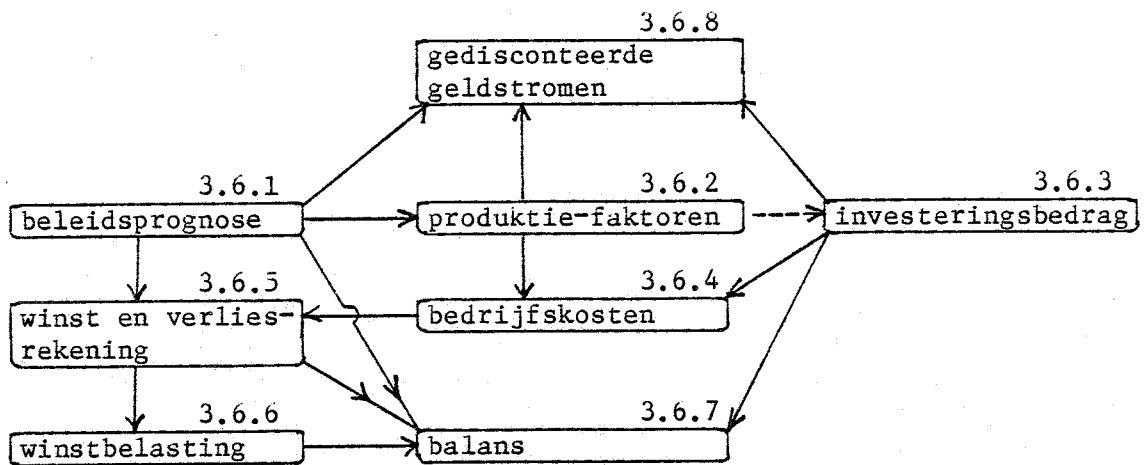 3.6.8
gedisconteerde
geldstromen
3.6.1
beleidsprognose
3.6.2
produktie-faktoren
3.6.3
investeringsbedrag
3.6.5
winst en verlies-
rekening
3.6.4
bedrijfskosten
3.6.6
winstbelasting
3.6.7
balans